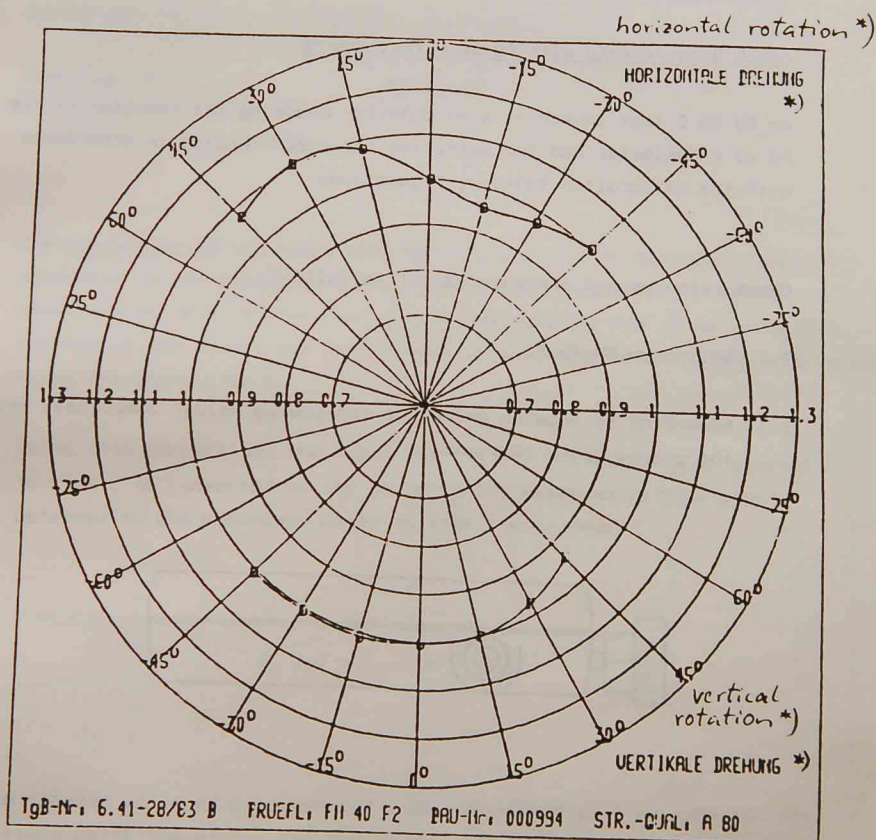 horizontal rotation *)
HORIZONTALE DREHUNG
*)
15° 0° -15°
30° -30°
45° -45°
60° -60°
75° -75°
1.3 1.2 1.1 1 0.9 0.8 0.7 0.7 0.8 0.9 1 1.1 1.2 1.3
-75° 75°
-60° 60°
-45° 45°
-30° 30°
-15° 0° 15°
vertical
rotation *)
VERTIKALE DREHUNG *)
TgB-Nr: 6.41-28/83 B PRUEFL: FH 40 F2 BAU-Nr: 000994 STR.-QUAL: A 80